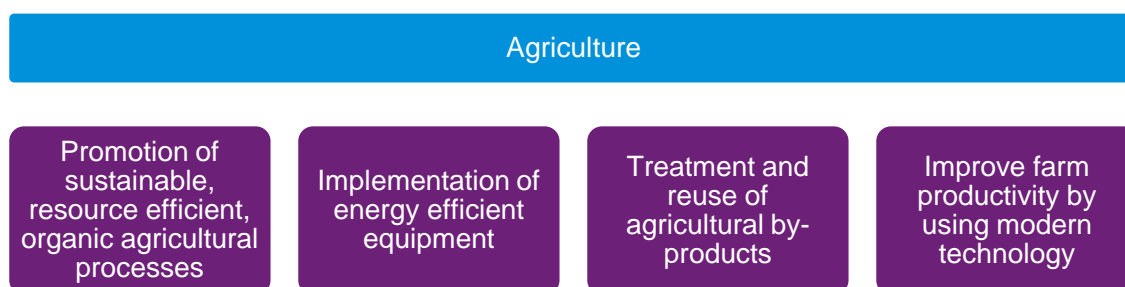 Agriculture
Promotion of
sustainable,
resource efficient,
organic agricultural
processes
Implementation of
energy efficient
equipment
Treatment and
reuse of
agricultural by-
products
Improve farm
productivity by
using modern
technology